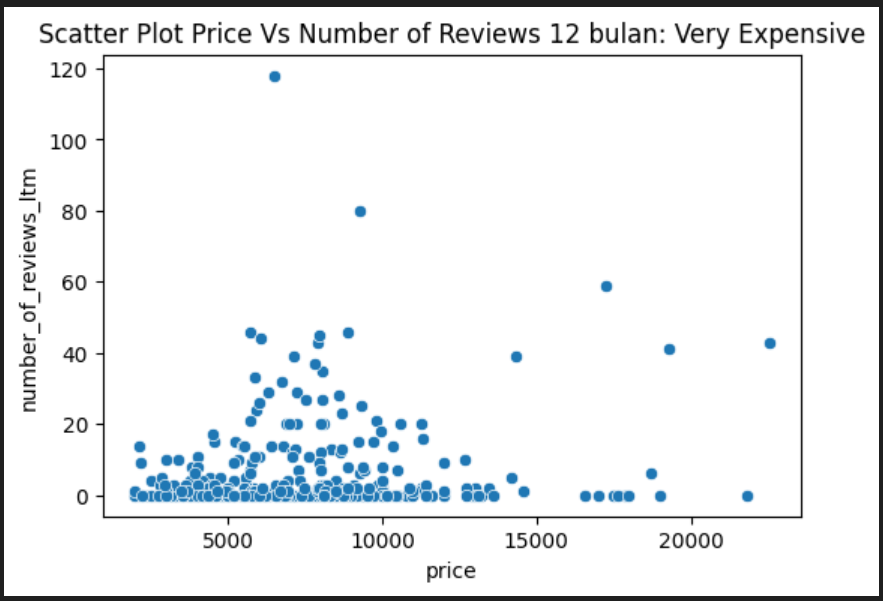 Scatter Plot Price Vs Number of Reviews 12 bulan: Very Expensive
120
100
80
60
40
20
0
number_of_reviews_ltm
5000 10000 15000 20000
price